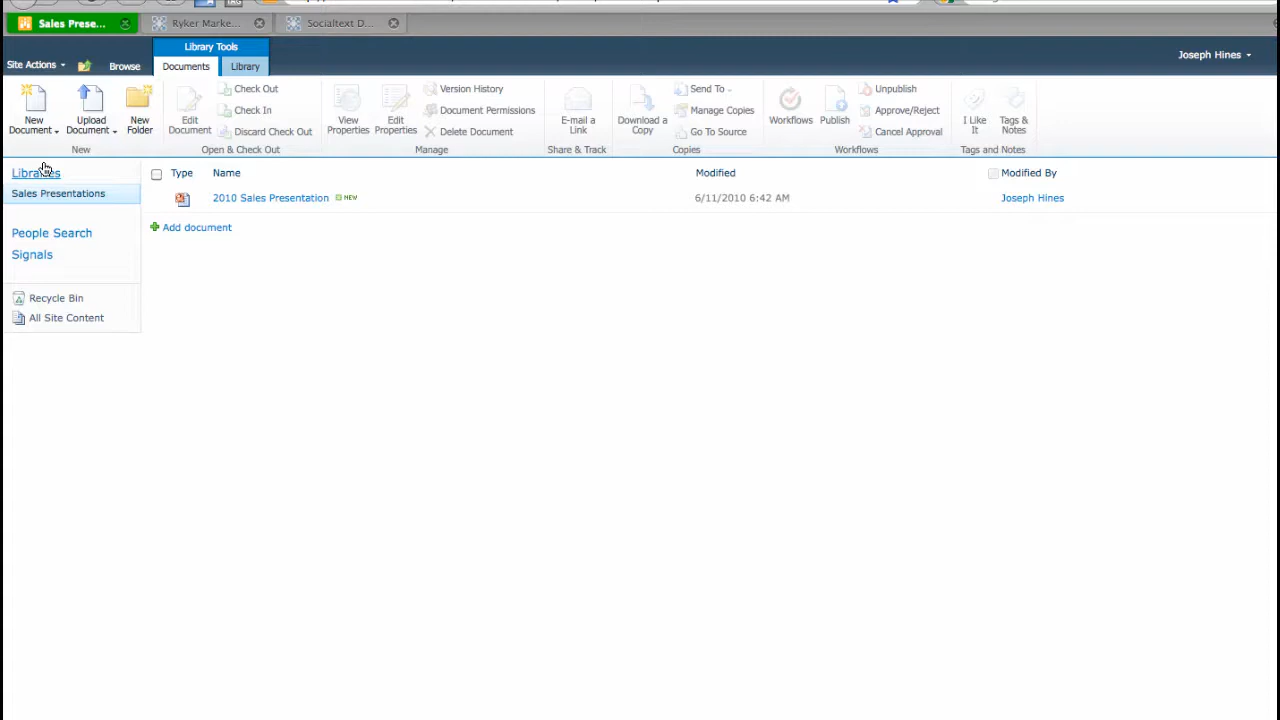 Sales Prese...
Ryker Marke...
Socialtext D...
Library Tools
Joseph Hines
Site Actions
Browse
Documents
Library
New Document
Upload Document
New Folder
New
Edit Document
Check Out
Check In
Discard Check Out
Open & Check Out
View Properties
Edit Properties
Version History
Document Permissions
Delete Document
Manage
E-mail a Link
Share & Track
Download a Copy
Send To
Manage Copies
Go To Source
Copies
Workflows
Publish
Unpublish
Approve/Reject
Cancel Approval
Workflows
I Like It
Tags & Notes
Tags and Notes
Libraries
Sales Presentations
People Search
Signals
Recycle Bin
All Site Content
Type Name Modified Modified By
2010 Sales Presentation NEW 6/11/2010 6:42 AM Joseph Hines
Add document